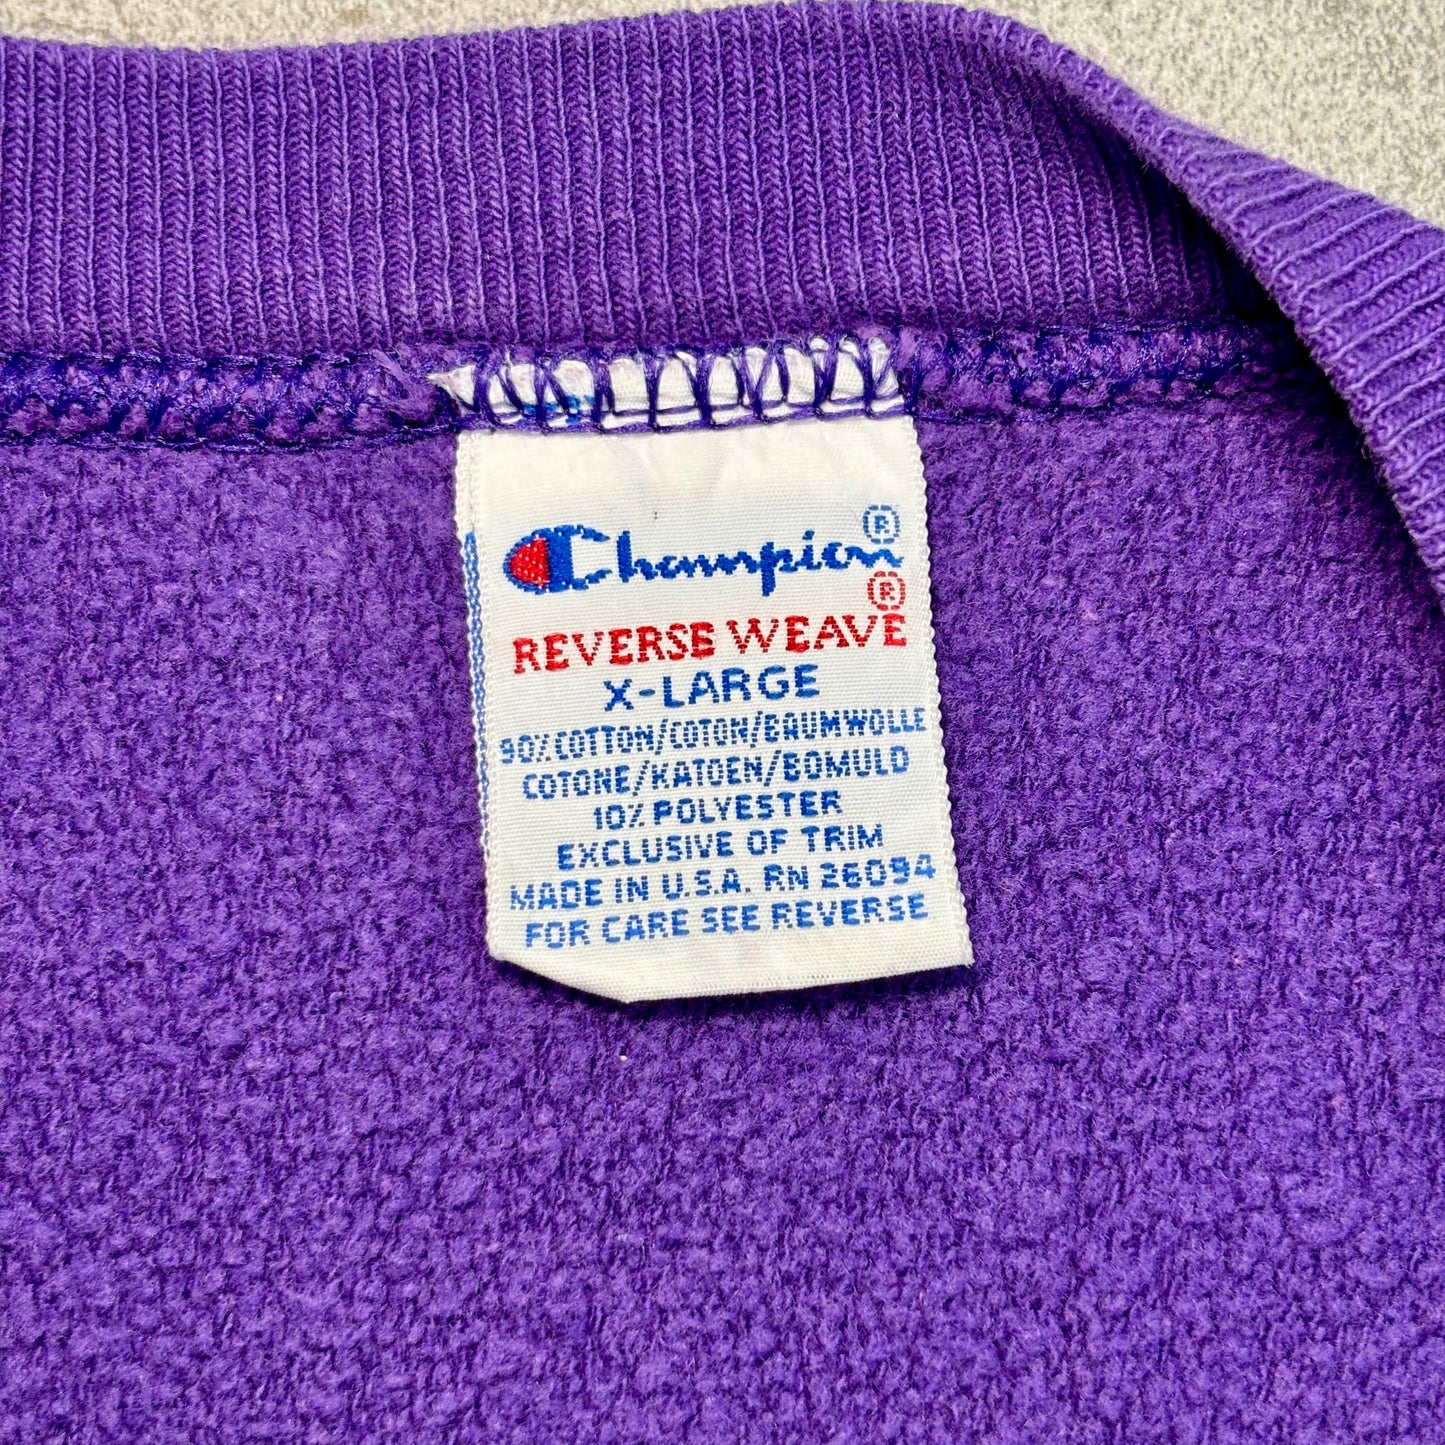 Champion®
REVERSE WEAVE®
X-LARGE
90% COTTON/COTON/BAUMWOLLE
COTONE/KATOEN/BOMULD
10% POLYESTER
EXCLUSIVE OF TRIM
MADE IN U.S.A. RN 26094
FOR CARE SEE REVERSE